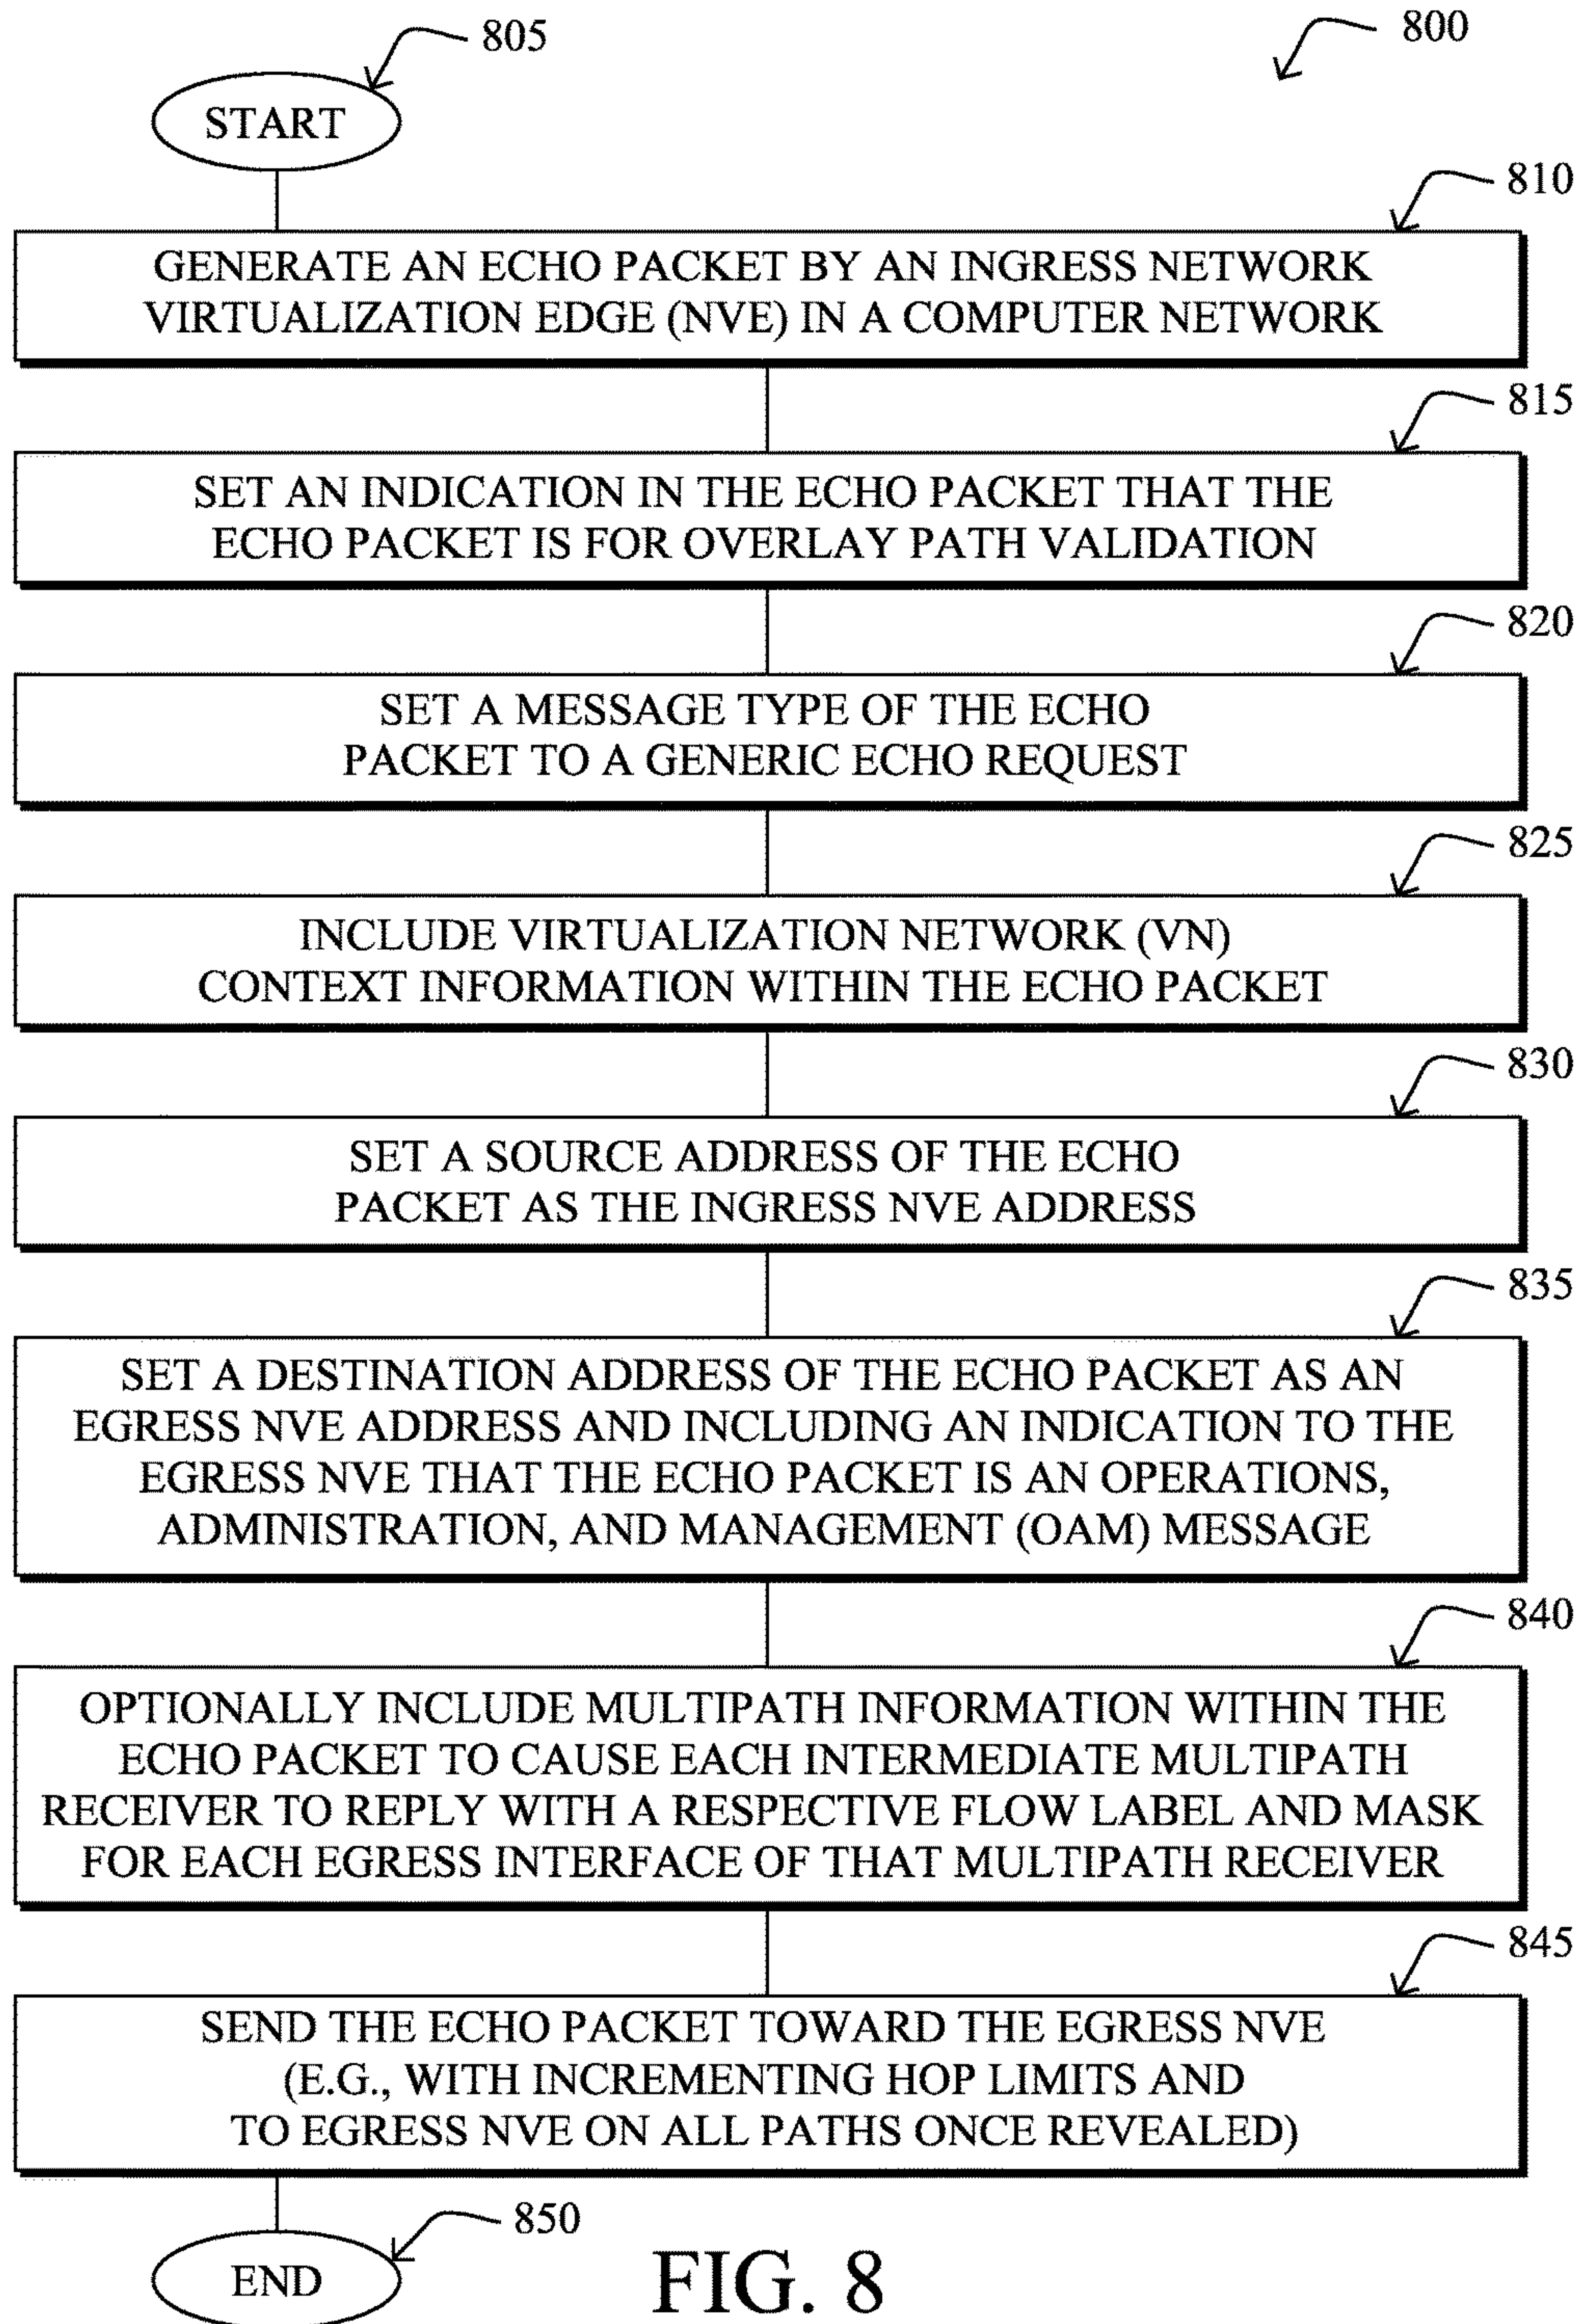 805
800
START
810
GENERATE AN ECHO PACKET BY AN INGRESS NETWORK
VIRTUALIZATION EDGE (NVE) IN A COMPUTER NETWORK
815
SET AN INDICATION IN THE ECHO PACKET THAT THE
ECHO PACKET IS FOR OVERLAY PATH VALIDATION
820
SET A MESSAGE TYPE OF THE ECHO
PACKET TO A GENERIC ECHO REQUEST
825
INCLUDE VIRTUALIZATION NETWORK (VN)
CONTEXT INFORMATION WITHIN THE ECHO PACKET
830
SET A SOURCE ADDRESS OF THE ECHO
PACKET AS THE INGRESS NVE ADDRESS
835
SET A DESTINATION ADDRESS OF THE ECHO PACKET AS AN
EGRESS NVE ADDRESS AND INCLUDING AN INDICATION TO THE
EGRESS NVE THAT THE ECHO PACKET IS AN OPERATIONS,
ADMINISTRATION, AND MANAGEMENT (OAM) MESSAGE
840
OPTIONALLY INCLUDE MULTIPATH INFORMATION WITHIN THE
ECHO PACKET TO CAUSE EACH INTERMEDIATE MULTIPATH
RECEIVER TO REPLY WITH A RESPECTIVE FLOW LABEL AND MASK
FOR EACH EGRESS INTERFACE OF THAT MULTIPATH RECEIVER
845
SEND THE ECHO PACKET TOWARD THE EGRESS NVE
(E.G., WITH INCREMENTING HOP LIMITS AND
TO EGRESS NVE ON ALL PATHS ONCE REVEALED)
850
END
FIG. 8